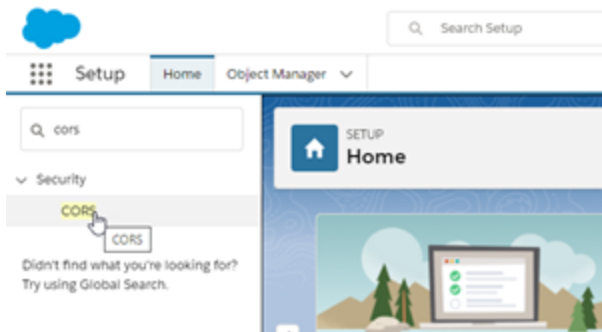 Search Setup
Setup
Home
Object Manager
cors
Security
CORS
CORS
Didn't find what you're looking for?
Try using Global Search.
SETUP
Home